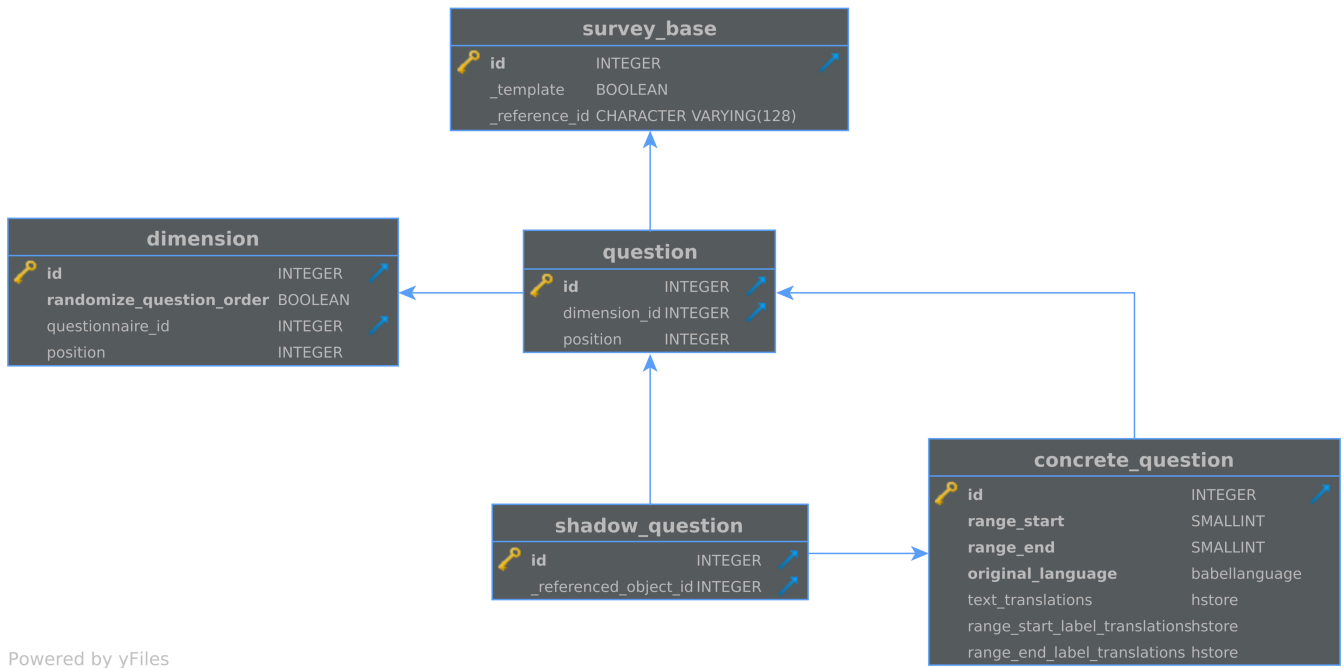 survey_base
id INTEGER
_template BOOLEAN
_reference_id CHARACTER VARYING(128)
dimension
id INTEGER
randomize_question_order BOOLEAN
questionnaire_id INTEGER
position INTEGER
question
id INTEGER
dimension_id INTEGER
position INTEGER
shadow_question
id INTEGER
_referenced_object_id INTEGER
concrete_question
id INTEGER
range_start SMALLINT
range_end SMALLINT
original_language babellanguage
text_translations hstore
range_start_label_translations hstore
range_end_label_translations hstore
Powered by yFiles